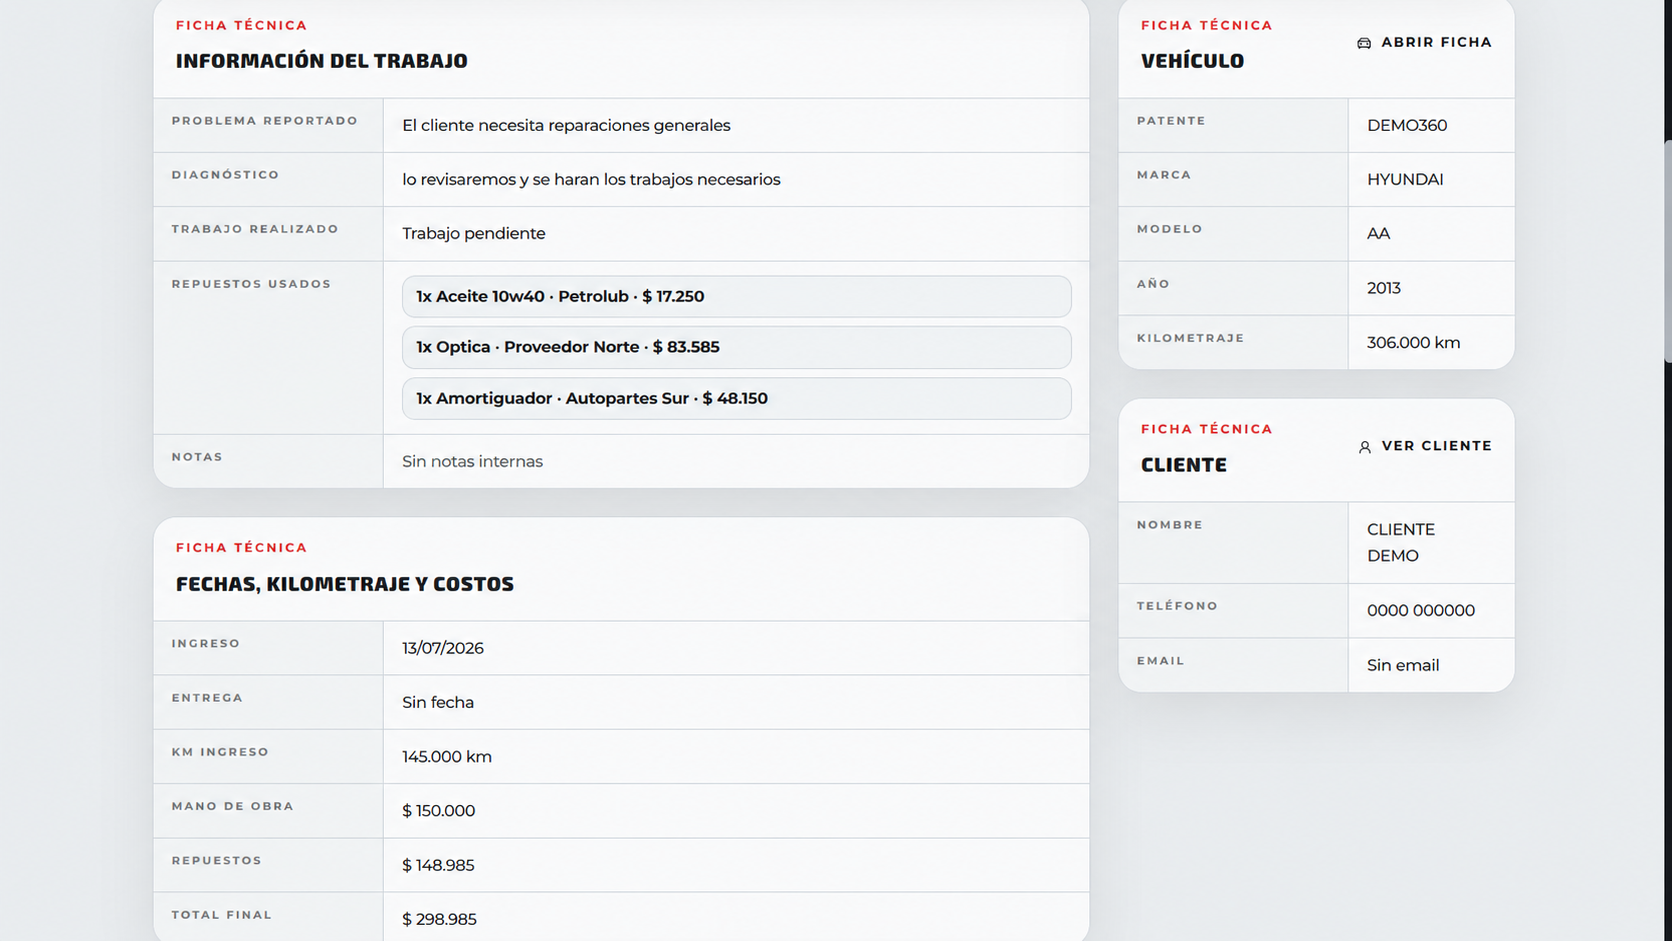 FICHA TÉCNICA
INFORMACIÓN DEL TRABAJO
PROBLEMA REPORTADO
El cliente necesita reparaciones generales
DIAGNÓSTICO
lo revisaremos y se haran los trabajos necesarios
TRABAJO REALIZADO
Trabajo pendiente
REPUESTOS USADOS
1x Aceite 10w40 · Petrolub · $ 17.250
1x Optica · Proveedor Norte · $ 83.585
1x Amortiguador · Autopartes Sur · $ 48.150
NOTAS
Sin notas internas
FICHA TÉCNICA
FECHAS, KILOMETRAJE Y COSTOS
INGRESO
13/07/2026
ENTREGA
Sin fecha
KM INGRESO
145.000 km
MANO DE OBRA
$ 150.000
REPUESTOS
$ 148.985
TOTAL FINAL
$ 298.985
FICHA TÉCNICA
VEHÍCULO
ABRIR FICHA
PATENTE
DEMO360
MARCA
HYUNDAI
MODELO
AA
AÑO
2013
KILOMETRAJE
306.000 km
FICHA TÉCNICA
CLIENTE
VER CLIENTE
NOMBRE
CLIENTE
DEMO
TELÉFONO
0000 000000
EMAIL
Sin email